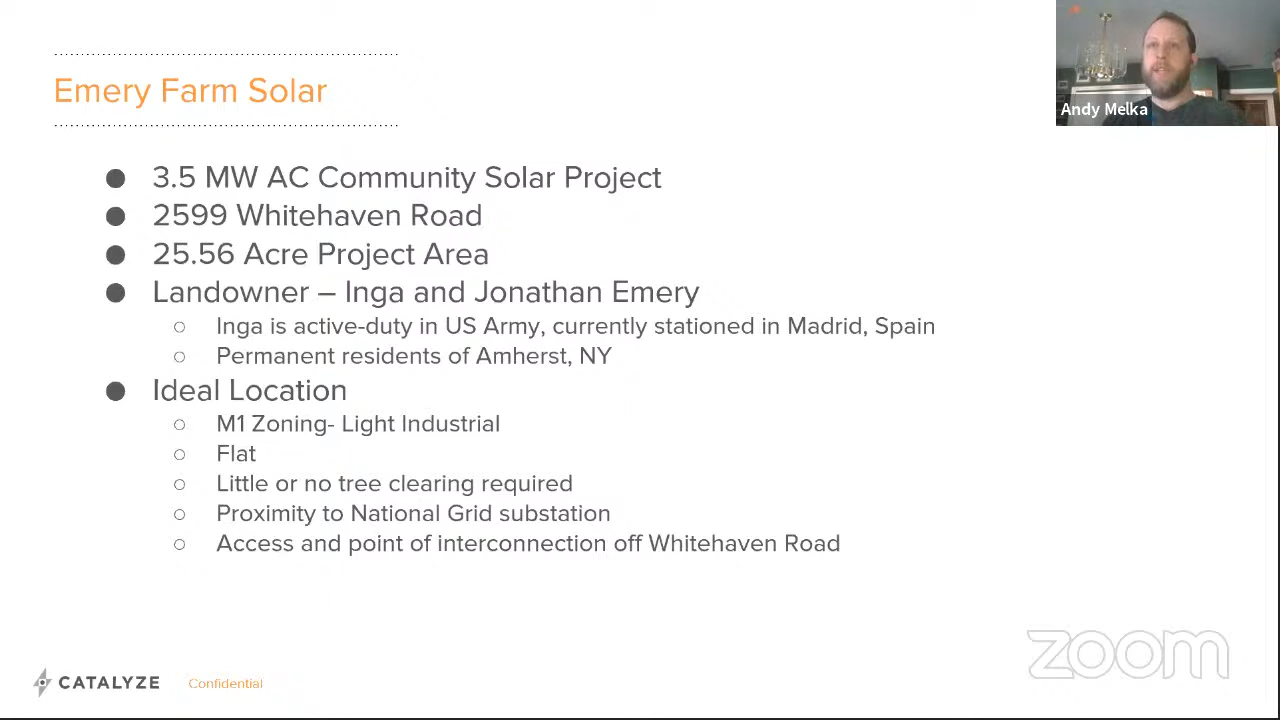 Emery Farm Solar
Andy Melka
● 3.5 MW AC Community Solar Project
● 2599 Whitehaven Road
● 25.56 Acre Project Area
● Landowner – Inga and Jonathan Emery
○ Inga is active-duty in US Army, currently stationed in Madrid, Spain
○ Permanent residents of Amherst, NY
● Ideal Location
○ M1 Zoning- Light Industrial
○ Flat
○ Little or no tree clearing required
○ Proximity to National Grid substation
○ Access and point of interconnection off Whitehaven Road
zoom
CATALYZE
Confidential